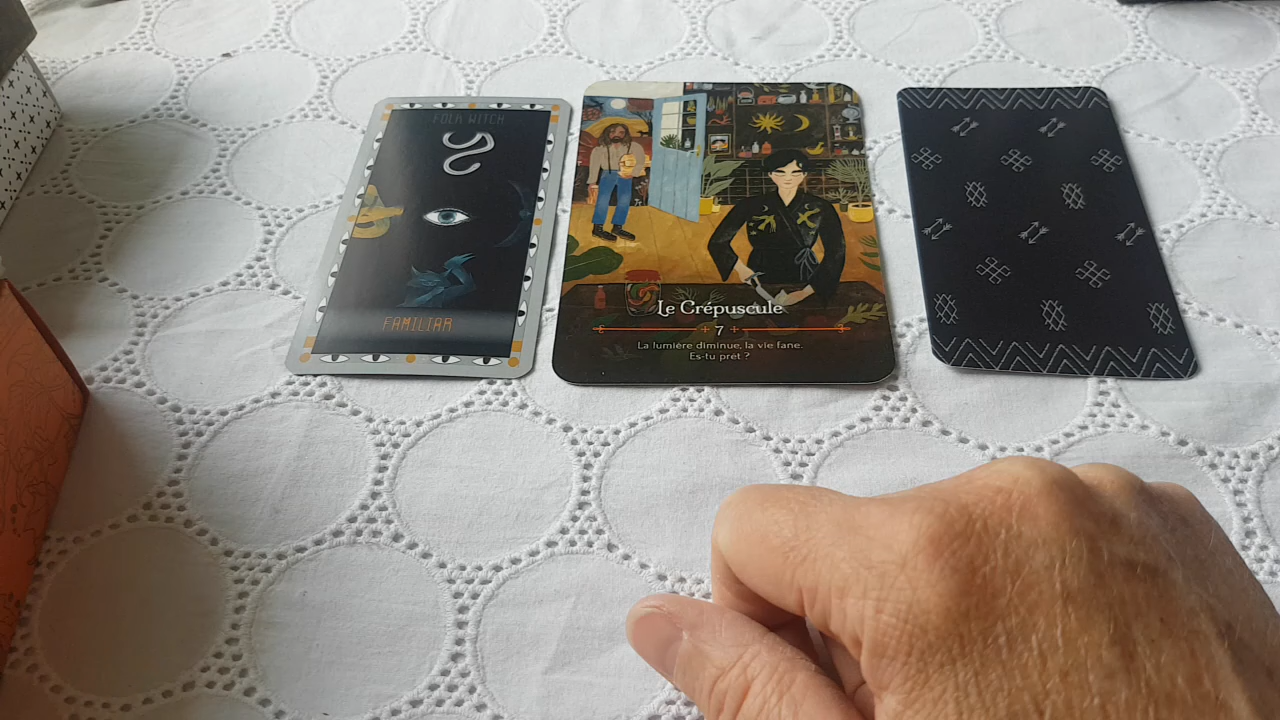 FOLK WITCH
FAMILIAR
Le Crépuscule
7
La lumière diminue, la vie fane.
Es-tu prêt ?